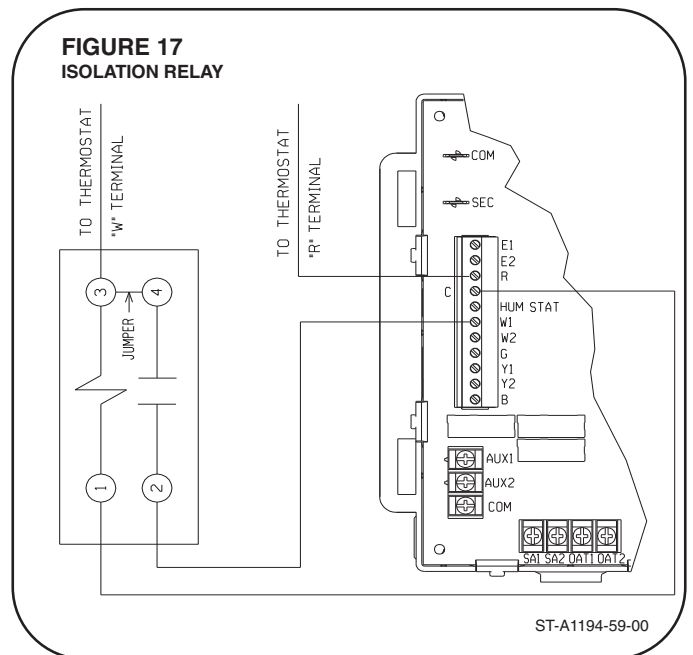 FIGURE 17
ISOLATION RELAY
TO THERMOSTAT
"W" TERMINAL
TO THERMOSTAT
"R" TERMINAL
COM
SEC
3
4
JUMPER
1
2
E1
E2
R
C
HUM STAT
W1
W2
G
Y1
Y2
B
AUX1
AUX2
COM
SA1 SA2 OAT1 OAT2
ST-A1194-59-00